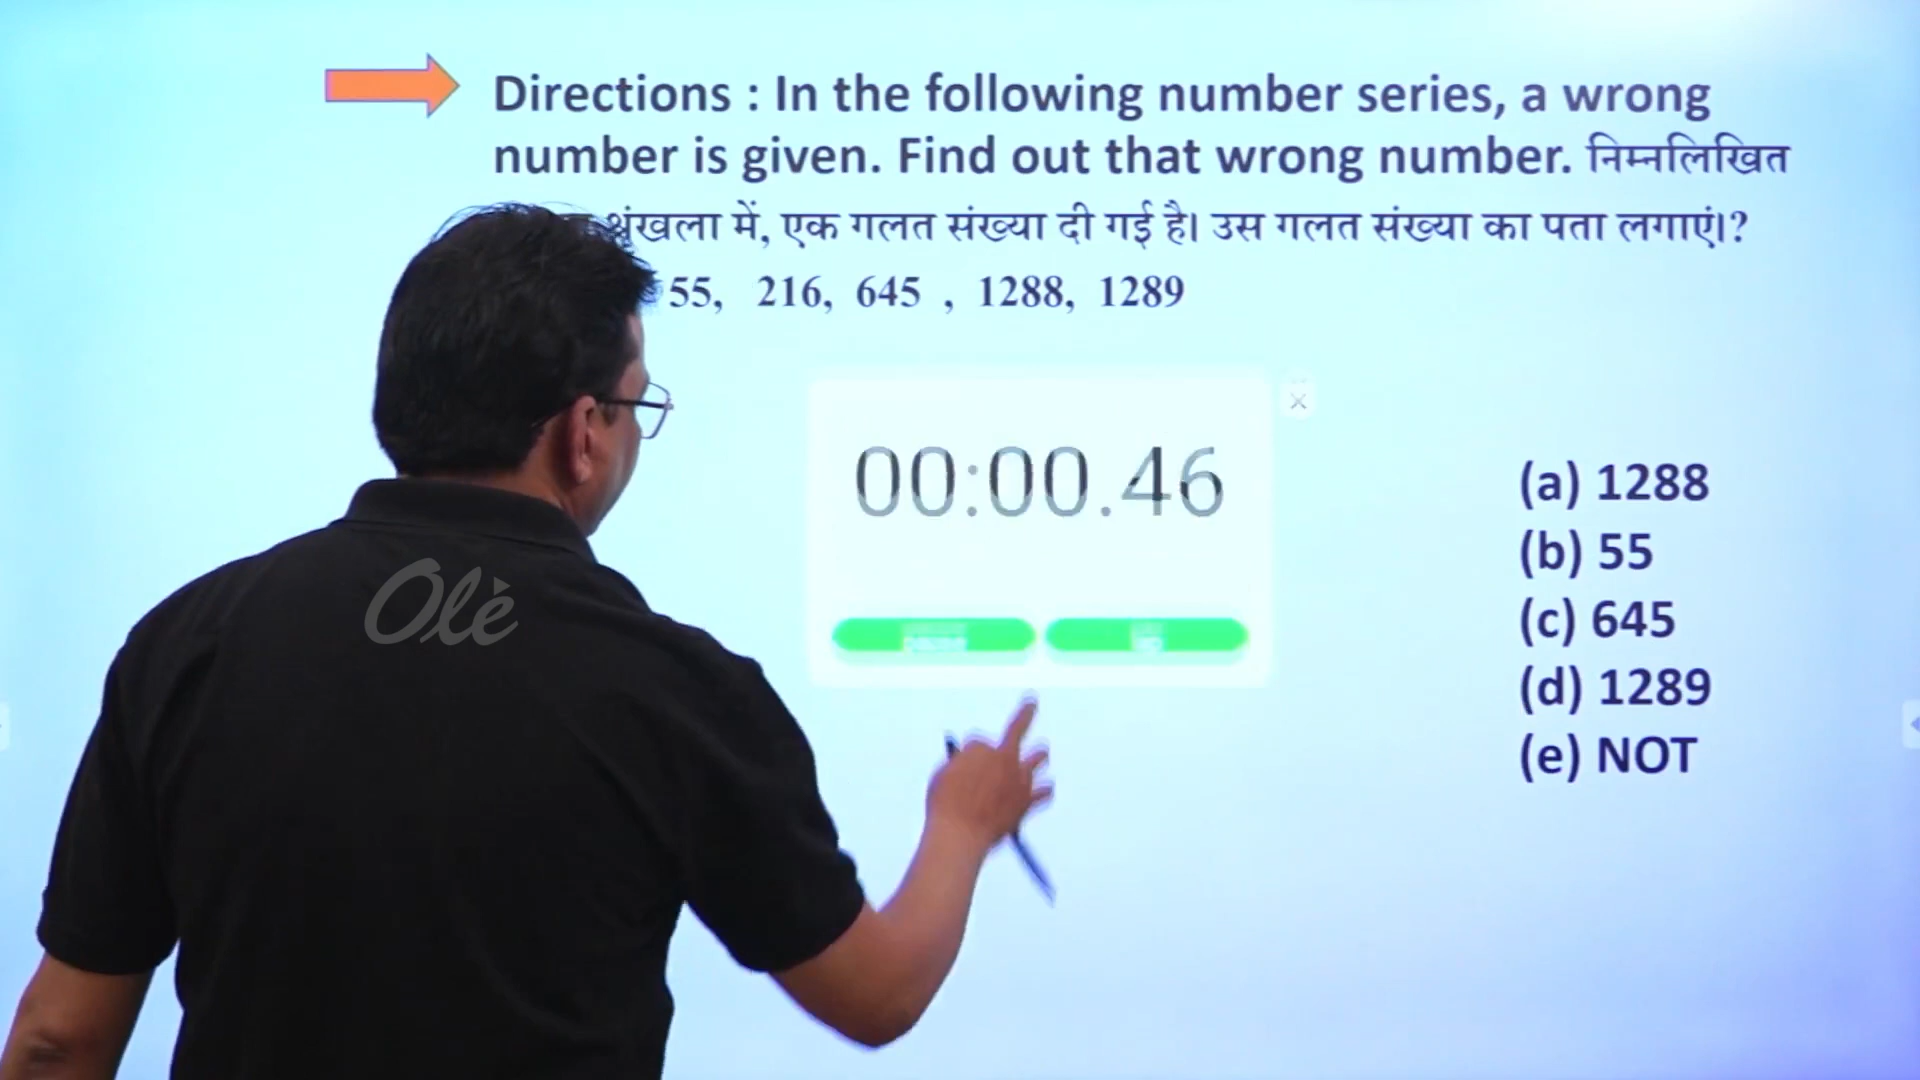 Directions : In the following number series, a wrong
number is given. Find out that wrong number. निम्नलिखित
श्रंखला में, एक गलत संख्या दी गई है। उस गलत संख्या का पता लगाएं।?
55, 216, 645 , 1288, 1289
00:00.46
(a) 1288
(b) 55
(c) 645
(d) 1289
(e) NOT
Olè